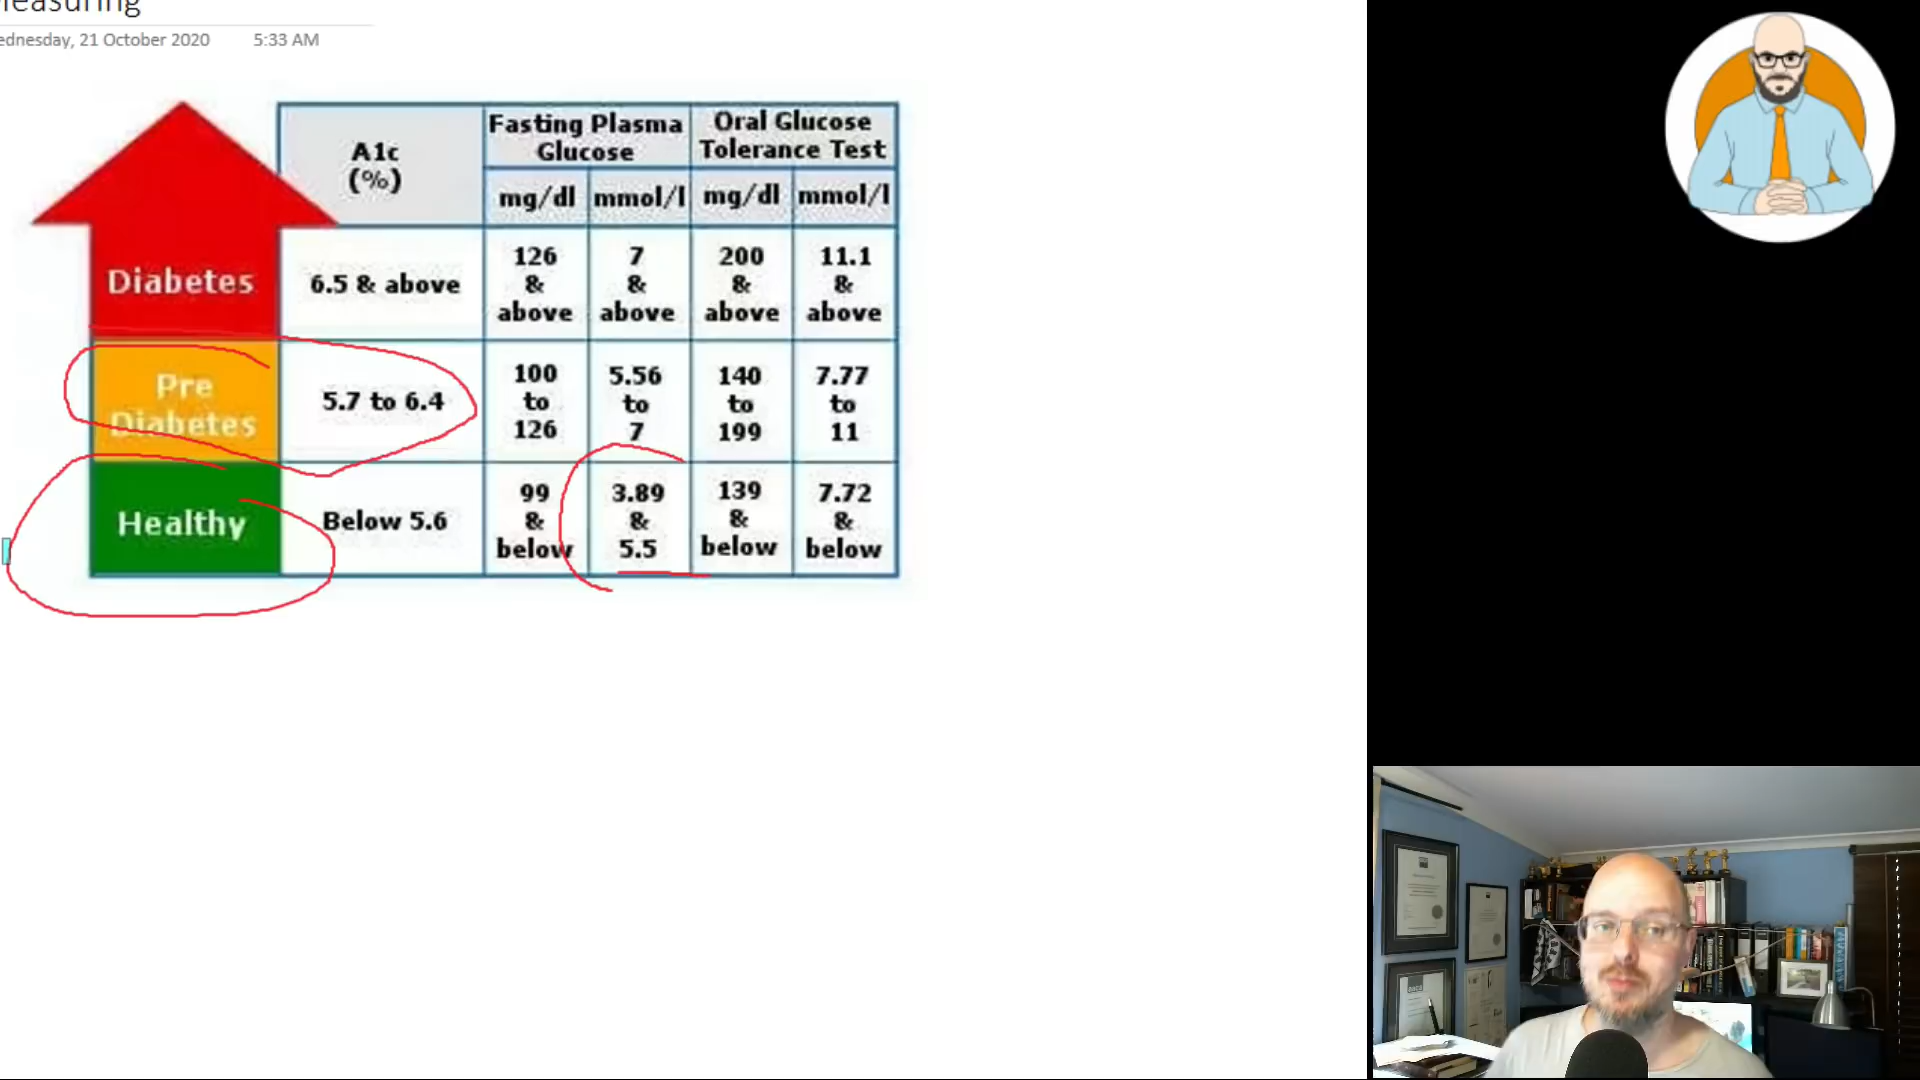 Measuring
Wednesday, 21 October 2020 5:33 AM
A1c
(%)
Fasting Plasma
Glucose
Oral Glucose
Tolerance Test
mg/dl mmol/l mg/dl mmol/l
Diabetes
6.5 & above
126
&
above
7
&
above
200
&
above
11.1
&
above
Pre
Diabetes
5.7 to 6.4
100
to
126
5.56
to
7
140
to
199
7.77
to
11
Healthy
Below 5.6
99
&
below
3.89
&
5.5
139
&
below
7.72
&
below